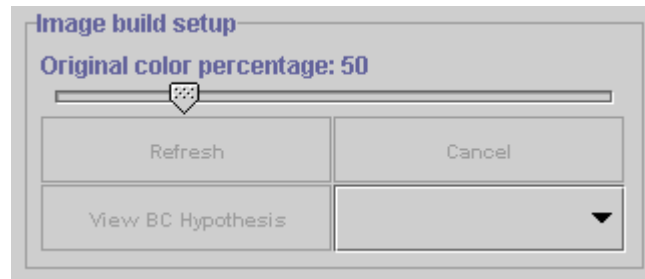 Image build setup
Original color percentage: 50
Refresh
Cancel
View BC Hypothesis